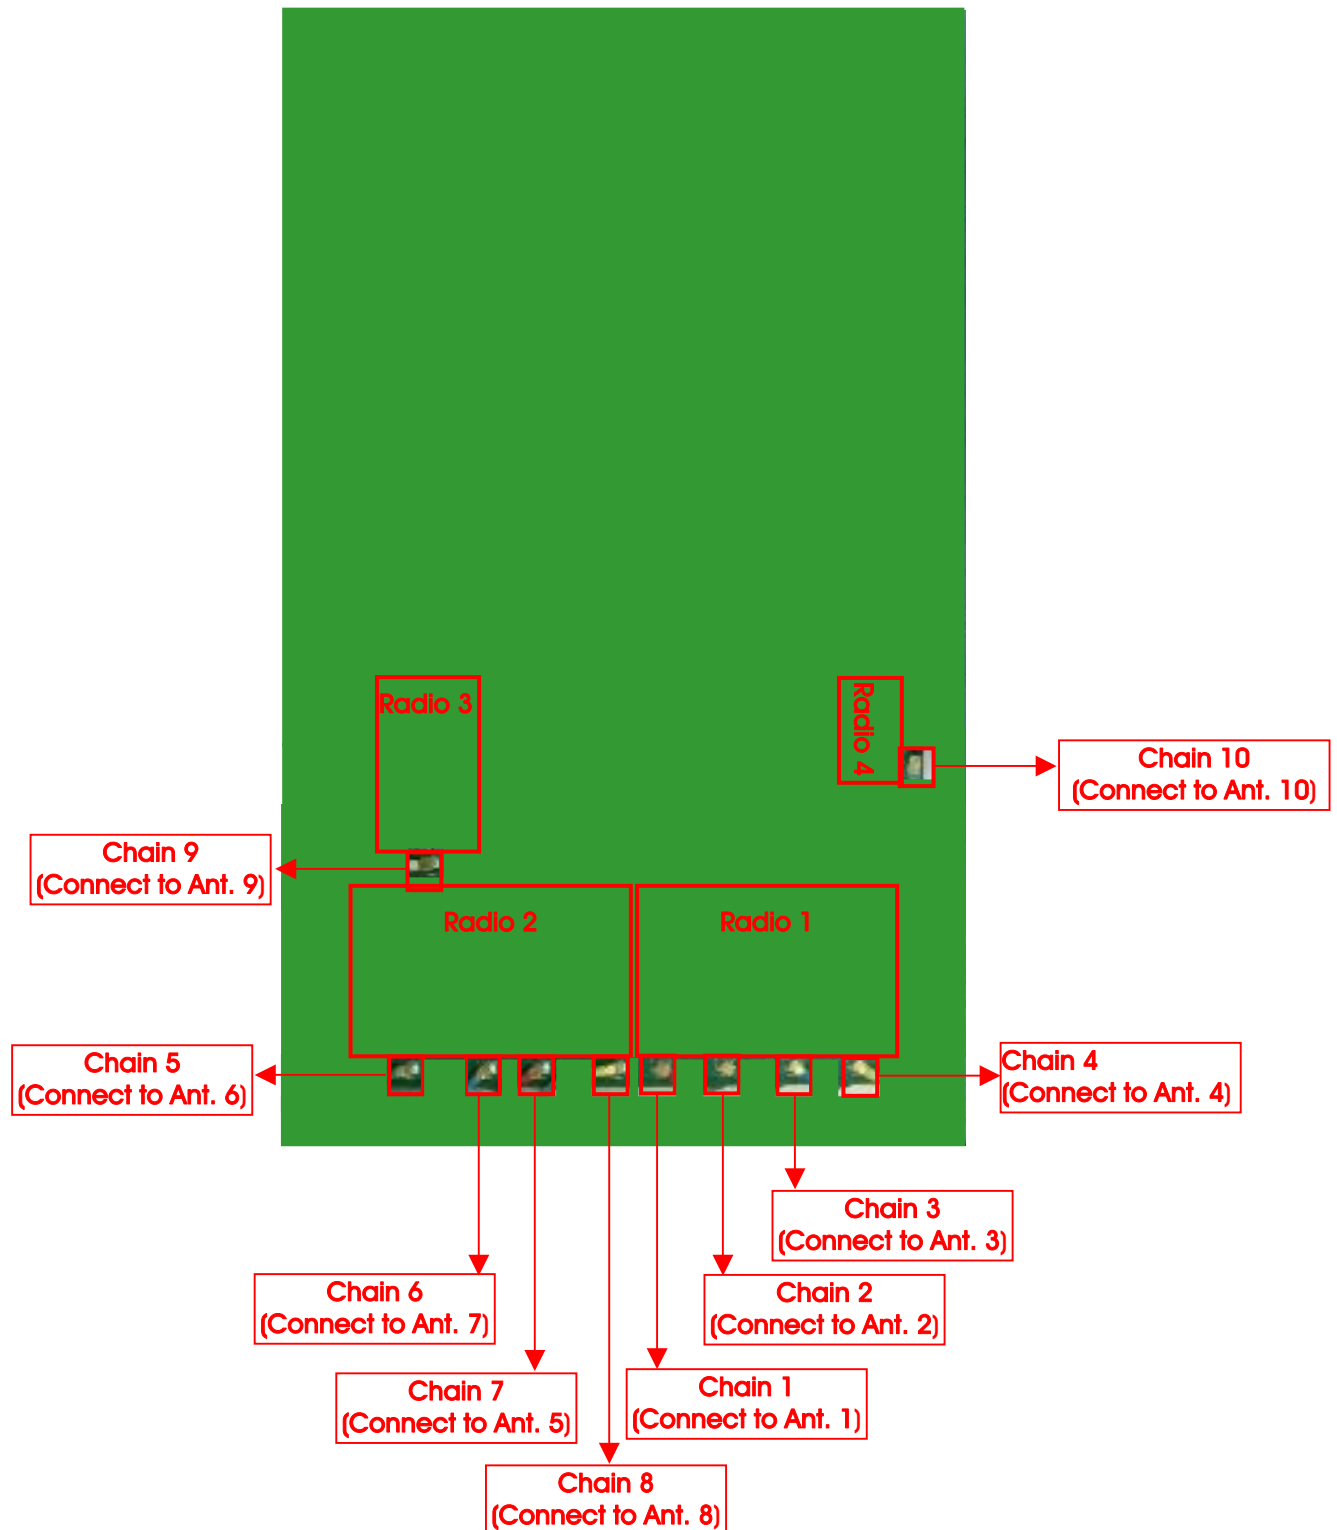 Radio 3
Radio 4
Chain 10
(Connect to Ant. 10)
Chain 9
(Connect to Ant. 9)
Radio 2
Radio 1
Chain 5
(Connect to Ant. 6)
Chain 4
(Connect to Ant. 4)
Chain 3
(Connect to Ant. 3)
Chain 6
(Connect to Ant. 7)
Chain 2
(Connect to Ant. 2)
Chain 7
(Connect to Ant. 5)
Chain 1
(Connect to Ant. 1)
Chain 8
(Connect to Ant. 8)